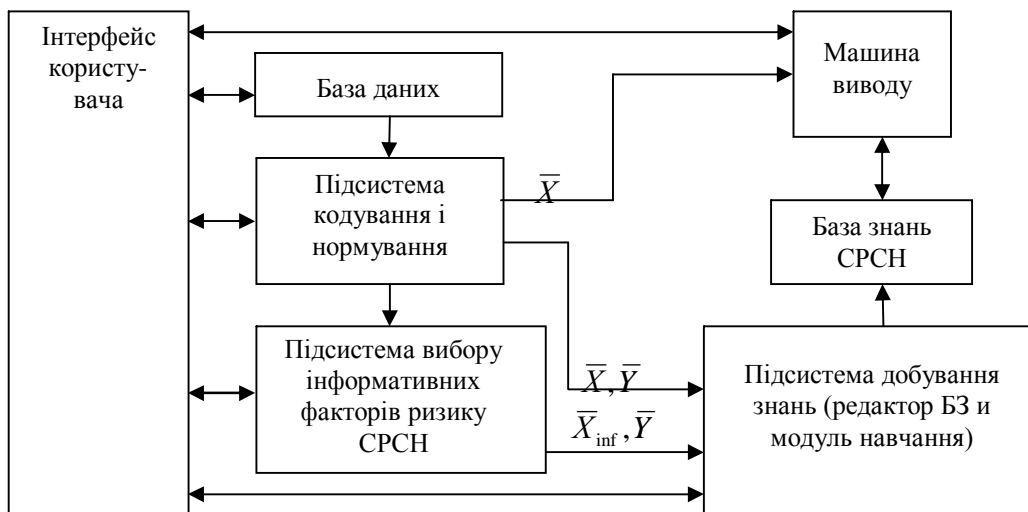 Інтерфейс
користу-
вача
База даних
Підсистема
кодування і
нормування
Підсистема вибору
інформативних
факторів ризику
СРСН
X̅
X̅, Y̅
X̅inf, Y̅
Машина
виводу
База знань
СРСН
Підсистема добування
знань (редактор БЗ и
модуль навчання)